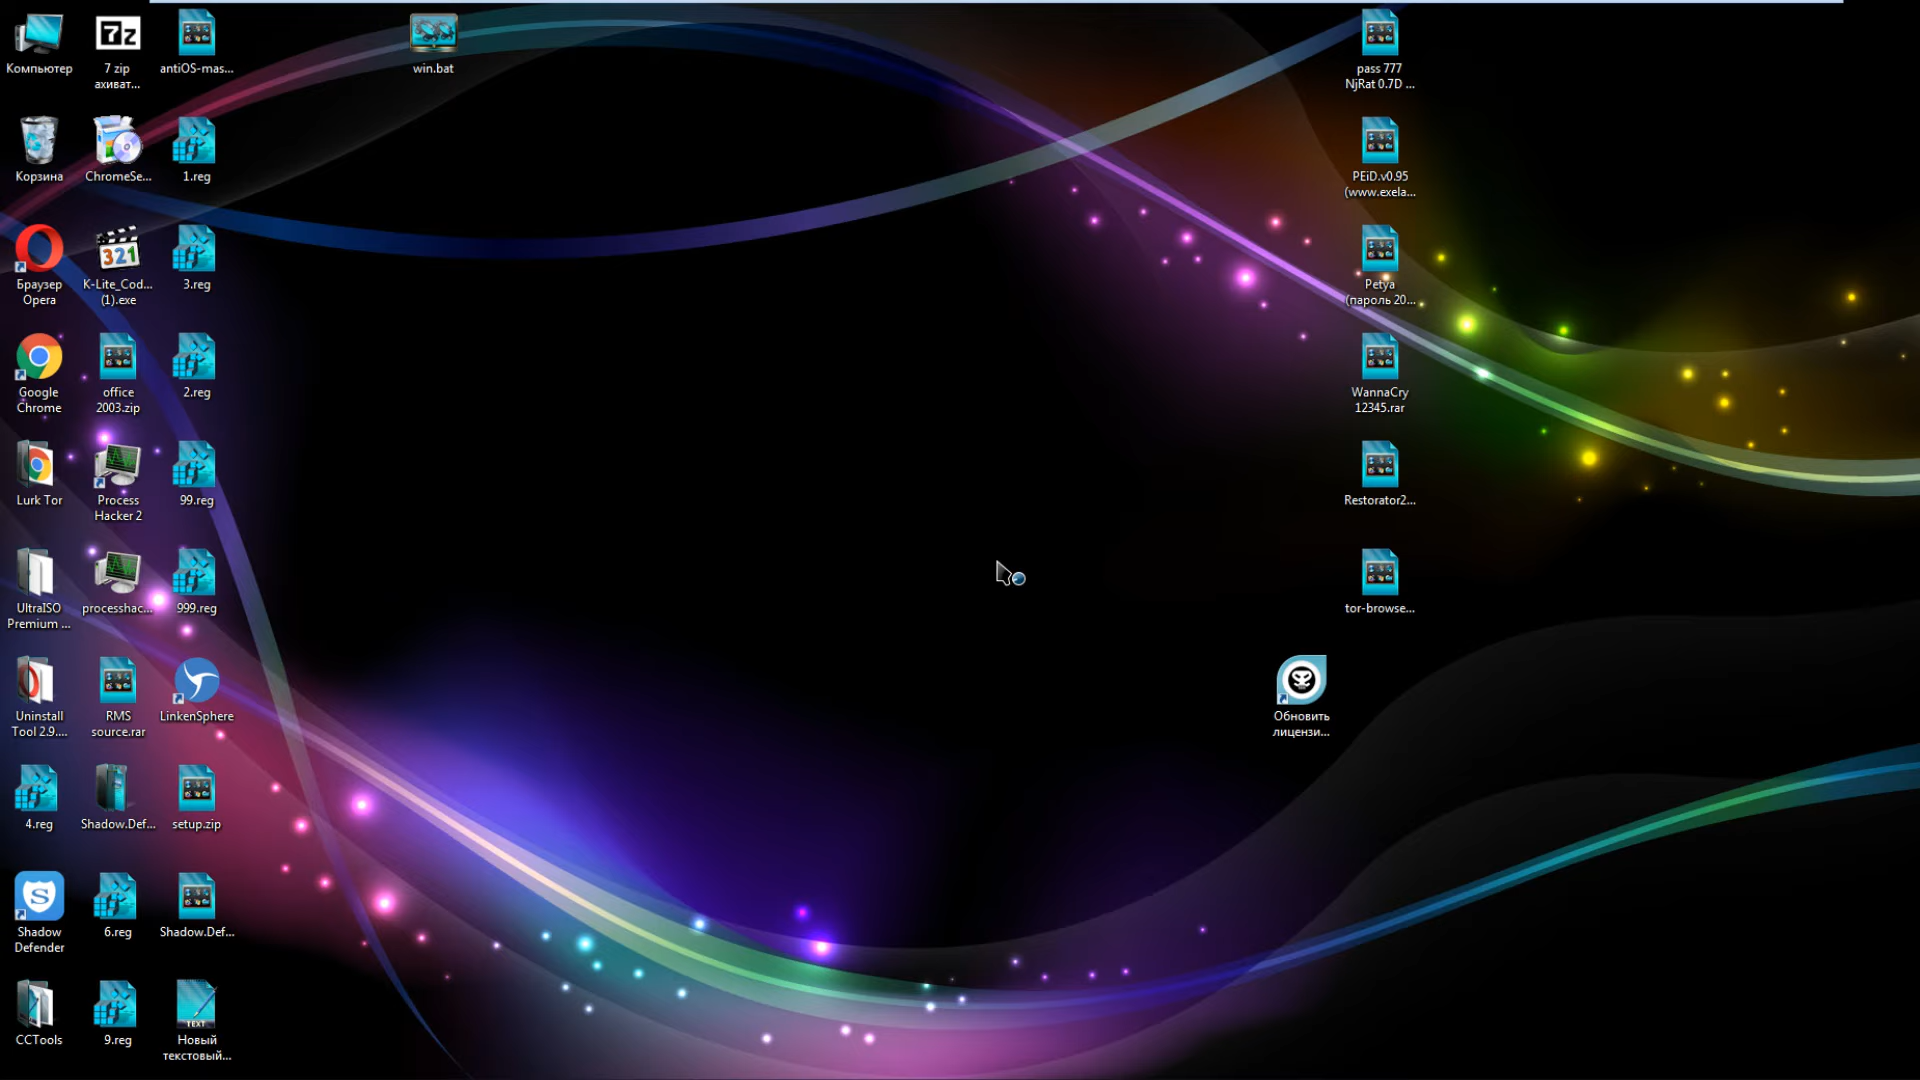 Компьютер
7 zip
ахиват...
antiOS-mas...
win.bat
pass 777
NjRat 0.7D ...
Корзина
ChromeSe...
1.reg
PEiD.v0.95
(www.exela...
Браузер
Opera
321
K-Lite_Cod...
(1).exe
3.reg
Petya
(пароль 20...
Google
Chrome
office
2003.zip
2.reg
WannaCry
12345.rar
Lurk Tor
Process
Hacker 2
99.reg
Restorator2...
UltraISO
Premium ...
processhac...
999.reg
tor-browse...
Uninstall
Tool 2.9....
RMS
source.rar
LinkenSphere
Обновить
лицензи...
4.reg
Shadow.Def...
setup.zip
Shadow
Defender
6.reg
Shadow.Def...
CCTools
9.reg
TEXT
Новый
текстовый...